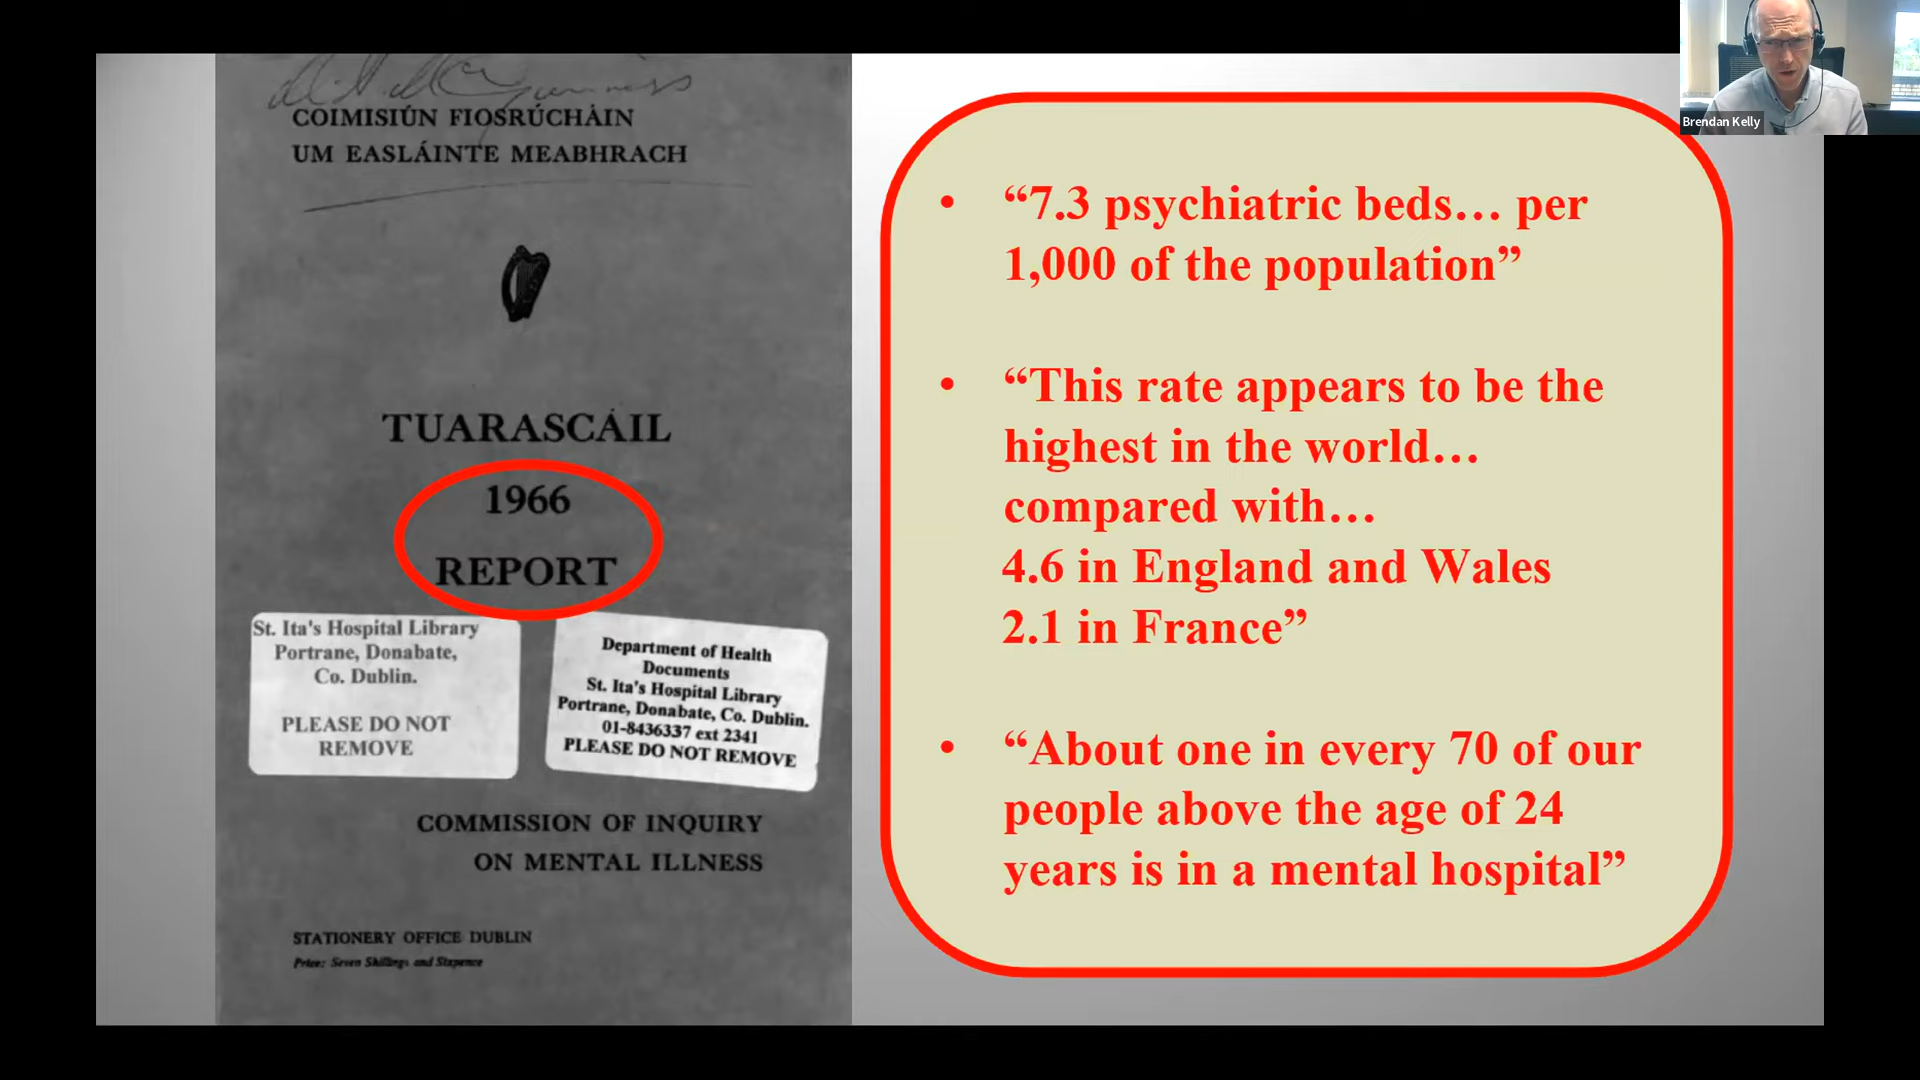 COIMISIÚN FIOSRÚCHÁIN
UM EASLÁINTE MEABHRACH
TUARASCÁIL
1966
REPORT
St. Ita's Hospital Library
Portrane, Donabate,
Co. Dublin.
PLEASE DO NOT
REMOVE
Department of Health
Documents
St. Ita's Hospital Library
Portrane, Donabate, Co. Dublin.
01-8436337 ext 2341
PLEASE DO NOT REMOVE
COMMISSION OF INQUIRY
ON MENTAL ILLNESS
STATIONERY OFFICE DUBLIN
Price: Seven Shillings and Sixpence
• “7.3 psychiatric beds… per
1,000 of the population”
• “This rate appears to be the
highest in the world…
compared with…
4.6 in England and Wales
2.1 in France”
• “About one in every 70 of our
people above the age of 24
years is in a mental hospital”
Brendan Kelly